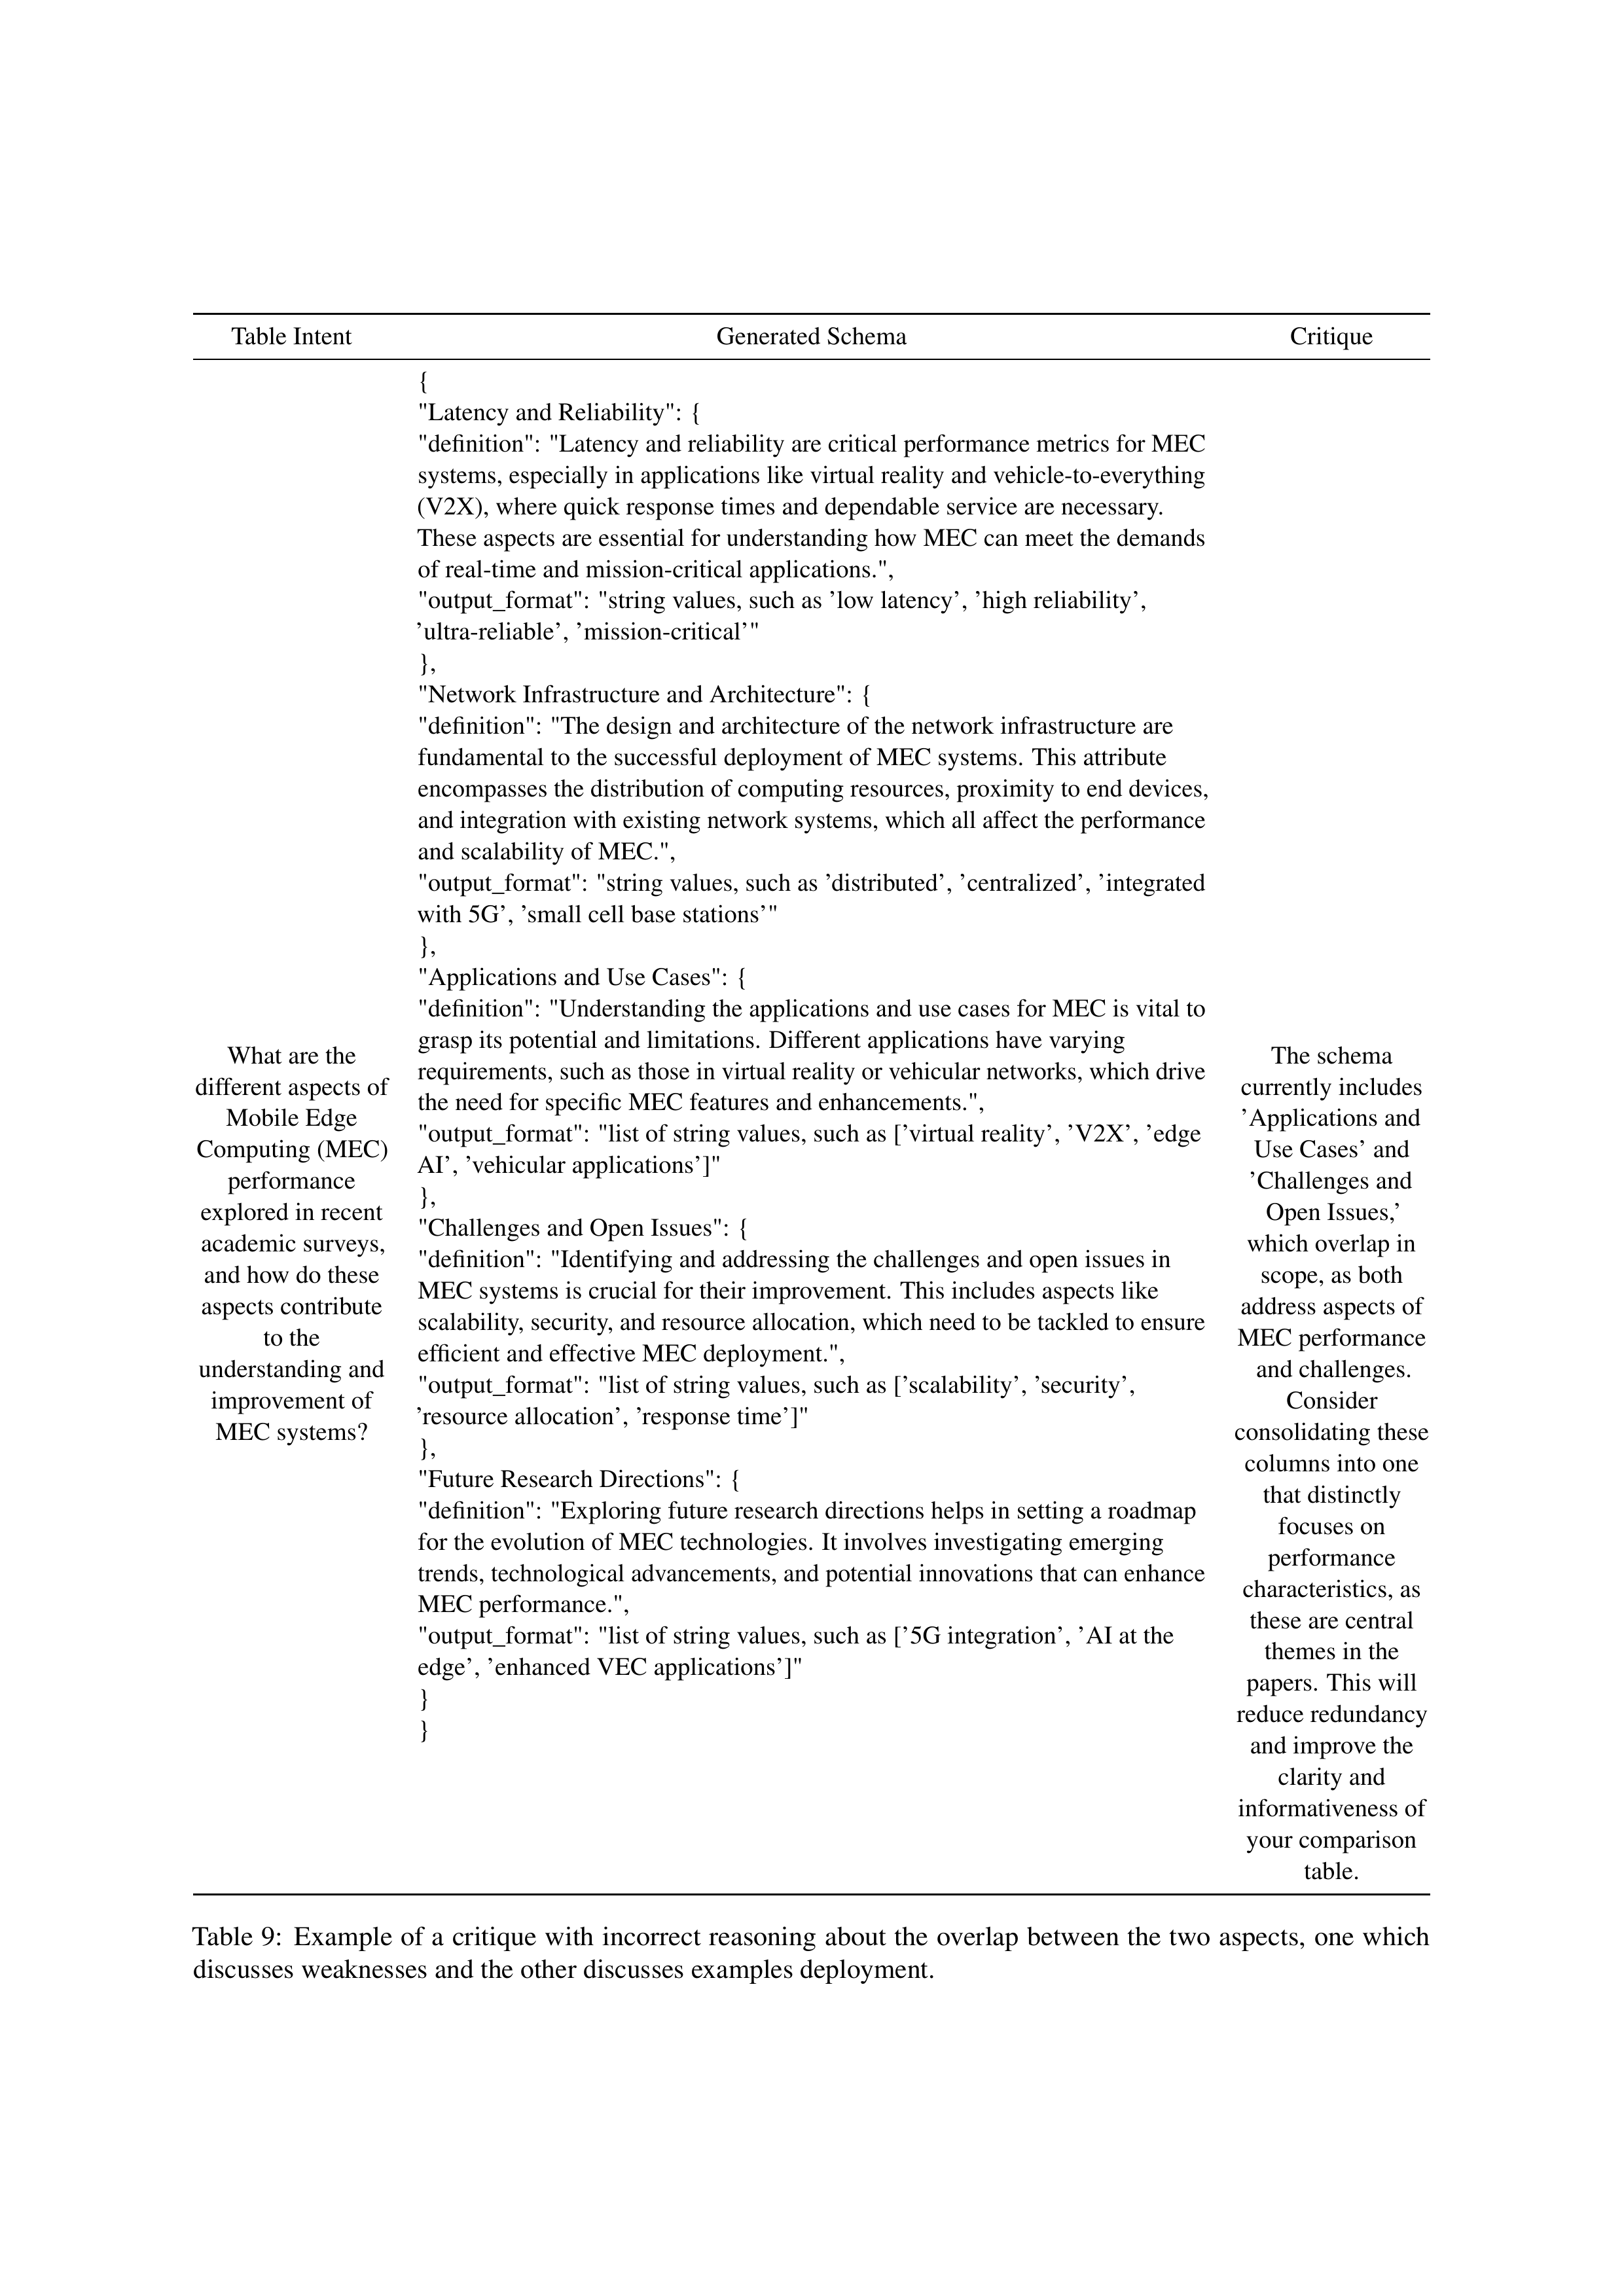 Table Intent
Generated Schema
Critique
What are the
different aspects of
Mobile Edge
Computing (MEC)
performance
explored in recent
academic surveys,
and how do these
aspects contribute
to the
understanding and
improvement of
MEC systems?
{
"Latency and Reliability": {
"definition": "Latency and reliability are critical performance metrics for MEC
systems, especially in applications like virtual reality and vehicle-to-everything
(V2X), where quick response times and dependable service are necessary.
These aspects are essential for understanding how MEC can meet the demands
of real-time and mission-critical applications.",
"output_format": "string values, such as ’low latency’, ’high reliability’,
’ultra-reliable’, ’mission-critical’"
},
"Network Infrastructure and Architecture": {
"definition": "The design and architecture of the network infrastructure are
fundamental to the successful deployment of MEC systems. This attribute
encompasses the distribution of computing resources, proximity to end devices,
and integration with existing network systems, which all affect the performance
and scalability of MEC.",
"output_format": "string values, such as ’distributed’, ’centralized’, ’integrated
with 5G’, ’small cell base stations’"
},
"Applications and Use Cases": {
"definition": "Understanding the applications and use cases for MEC is vital to
grasp its potential and limitations. Different applications have varying
requirements, such as those in virtual reality or vehicular networks, which drive
the need for specific MEC features and enhancements.",
"output_format": "list of string values, such as [’virtual reality’, ’V2X’, ’edge
AI’, ’vehicular applications’]"
},
"Challenges and Open Issues": {
"definition": "Identifying and addressing the challenges and open issues in
MEC systems is crucial for their improvement. This includes aspects like
scalability, security, and resource allocation, which need to be tackled to ensure
efficient and effective MEC deployment.",
"output_format": "list of string values, such as [’scalability’, ’security’,
’resource allocation’, ’response time’]"
},
"Future Research Directions": {
"definition": "Exploring future research directions helps in setting a roadmap
for the evolution of MEC technologies. It involves investigating emerging
trends, technological advancements, and potential innovations that can enhance
MEC performance.",
"output_format": "list of string values, such as [’5G integration’, ’AI at the
edge’, ’enhanced VEC applications’]"
}
}
The schema
currently includes
’Applications and
Use Cases’ and
’Challenges and
Open Issues,’
which overlap in
scope, as both
address aspects of
MEC performance
and challenges.
Consider
consolidating these
columns into one
that distinctly
focuses on
performance
characteristics, as
these are central
themes in the
papers. This will
reduce redundancy
and improve the
clarity and
informativeness of
your comparison
table.
Table 9: Example of a critique with incorrect reasoning about the overlap between the two aspects, one which
discusses weaknesses and the other discusses examples deployment.